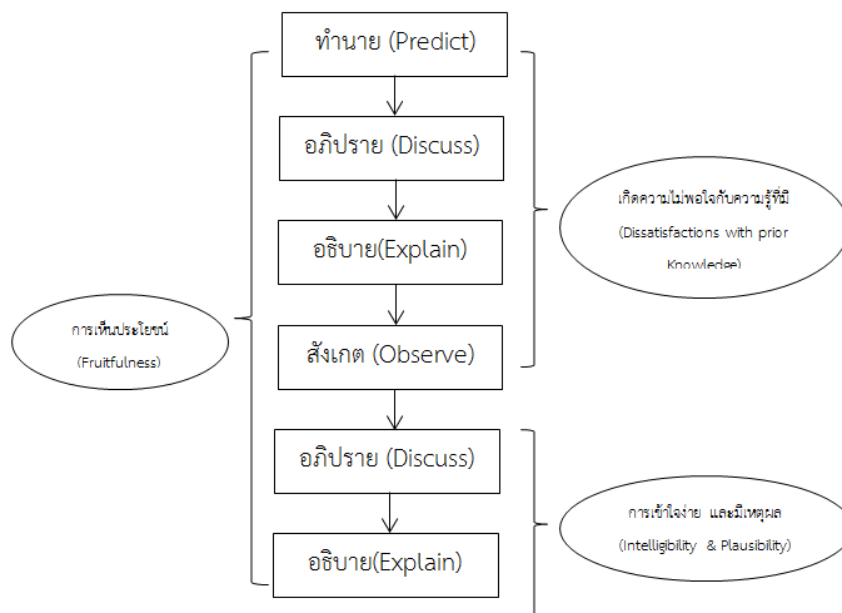 ทำนาย (Predict)
อภิปราย (Discuss)
อธิบาย(Explain)
สังเกต (Observe)
อภิปราย (Discuss)
อธิบาย(Explain)
การเห็นประโยชน์
(Fruitfulness)
เกิดความไม่พอใจกับความรู้ที่มี
(Dissatisfactions with prior
Knowledge)
การเข้าใจง่าย และมีเหตุผล
(Intelligibility & Plausibility)